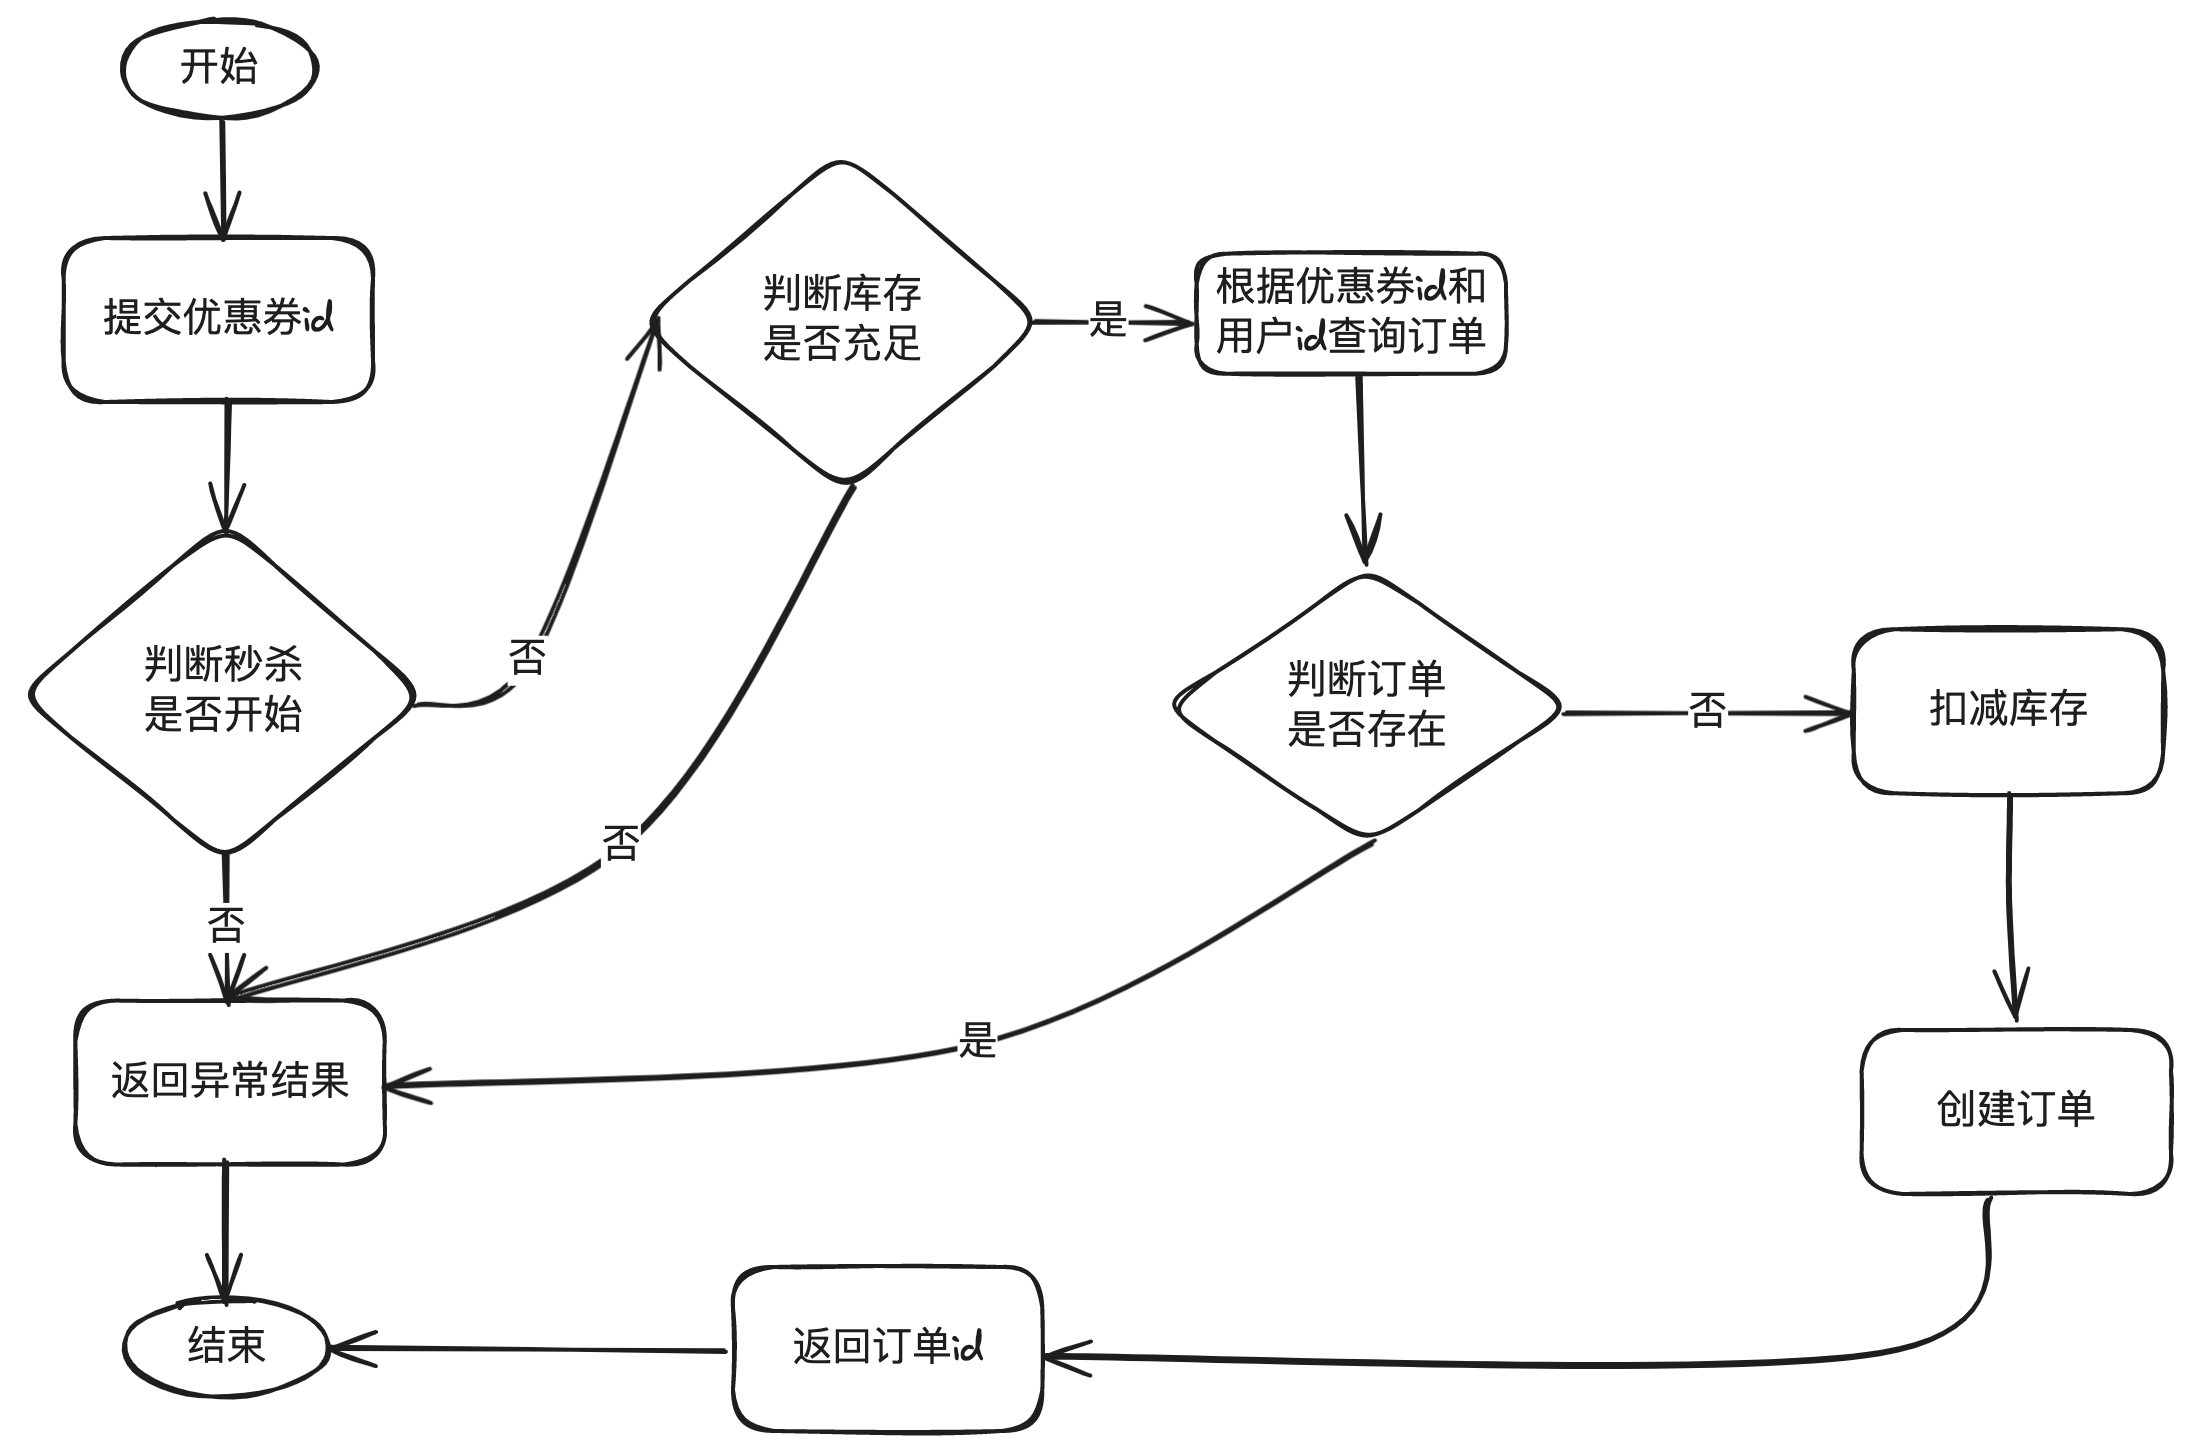 开始
提交优惠券id
判断秒杀
是否开始
否
否
判断库存
是否充足
是
否
根据优惠券id和
用户id查询订单
判断订单
是否存在
否
是
扣减库存
创建订单
返回订单id
返回异常结果
结束